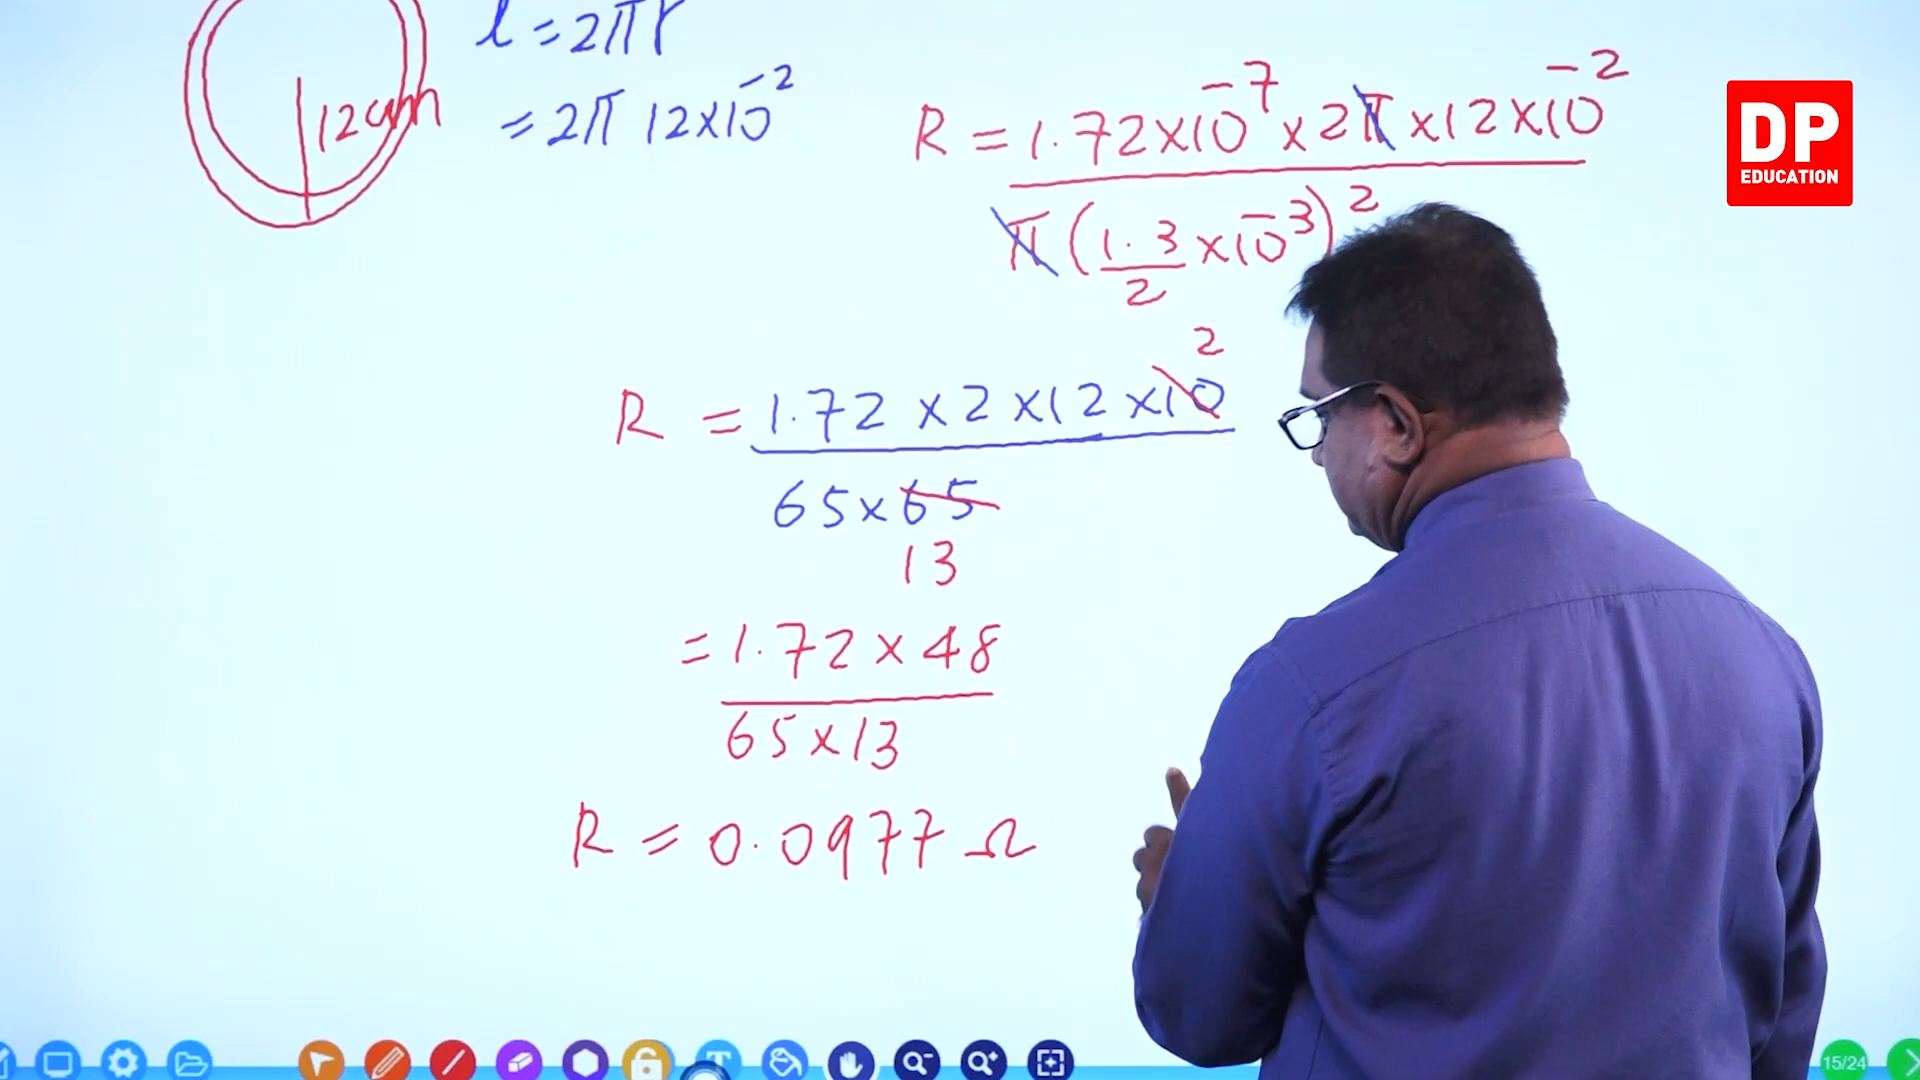 l = 2πr
= 2π 12×10⁻²
12cm
R = 1.72×10⁻⁷ × 2π × 12×10⁻²
π (1.3/2 ×10⁻³)²
2
R = 1.72 × 2 × 12 × 10
65×65
13
= 1.72 × 48
65×13
R = 0.0977 Ω
DP
EDUCATION
T
15/24